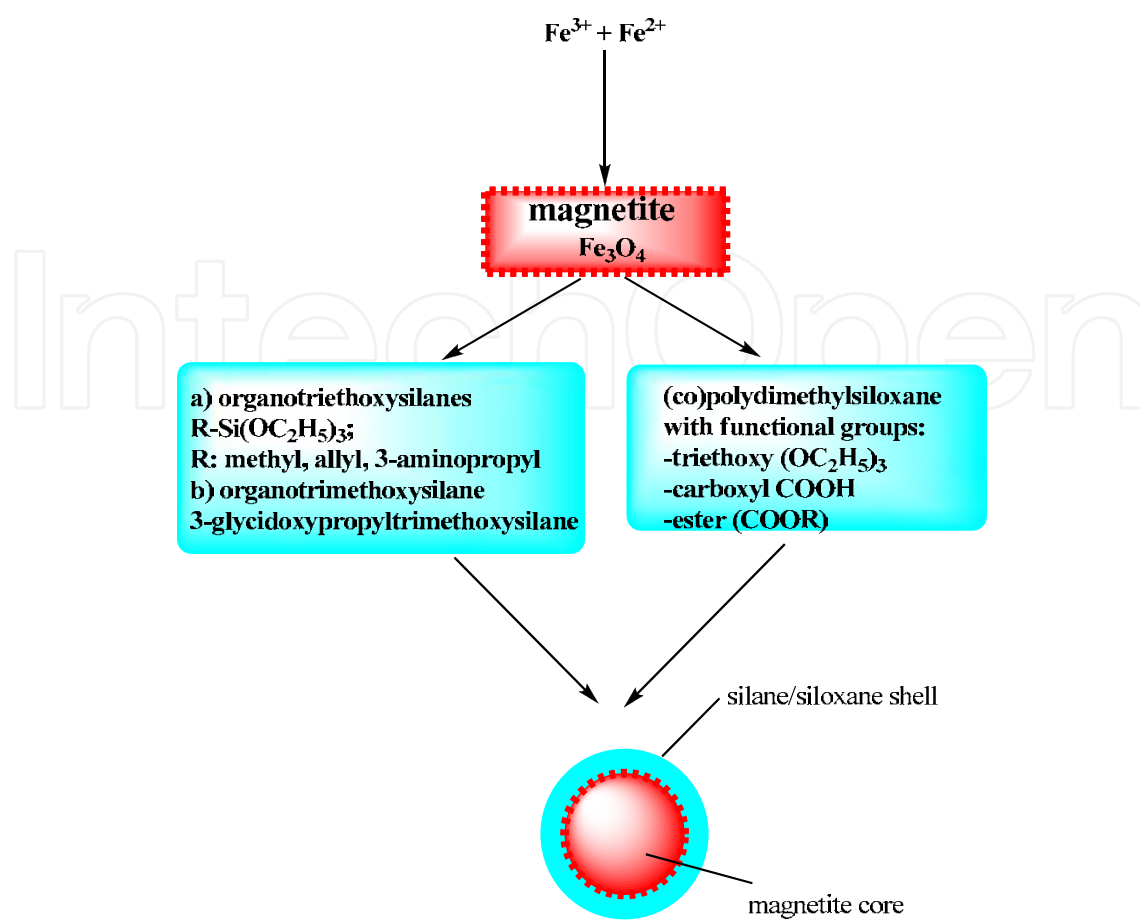 Fe³⁺ + Fe²⁺
magnetite
Fe₃O₄
IntechOpen
a) organotriethoxysilanes
R-Si(OC₂H₅)₃;
R: methyl, allyl, 3-aminopropyl
b) organotrimethoxysilane
3-glycidoxypropyltrimethoxysilane
(co)polydimethylsiloxane
with functional groups:
-triethoxy (OC₂H₅)₃
-carboxyl COOH
-ester (COOR)
silane/siloxane shell
magnetite core